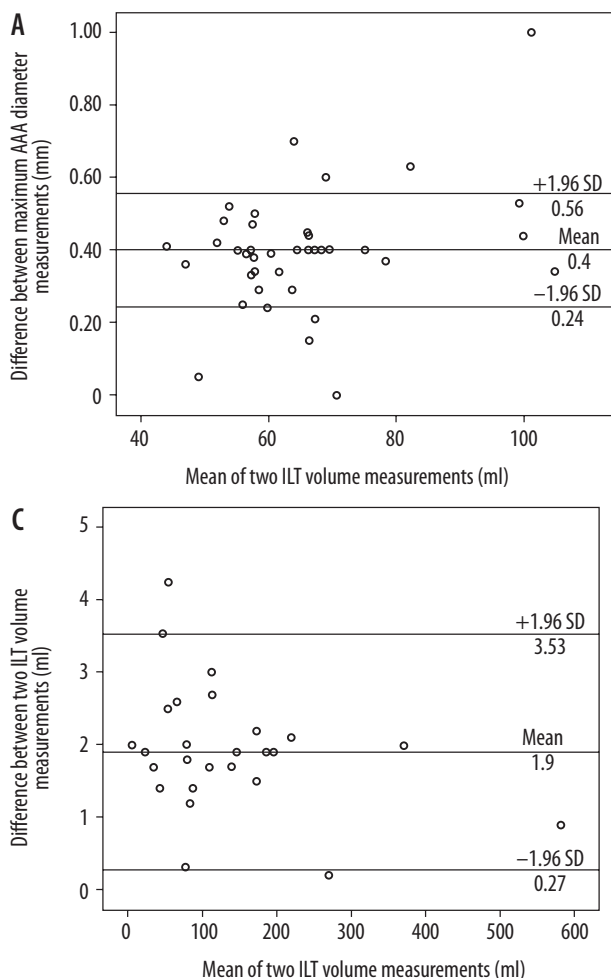 A
Difference between maximum AAA diameter
measurements (mm)
1.00
0.80
0.60
0.40
0.20
0
+1.96 SD
0.56
Mean
0.4
−1.96 SD
0.24
40
60
80
100
Mean of two ILT volume measurements (ml)
C
Difference between two ILT volume
measurements (ml)
5
4
3
2
1
0
+1.96 SD
3.53
Mean
1.9
−1.96 SD
0.27
0
100
200
300
400
500
600
Mean of two ILT volume measurements (ml)